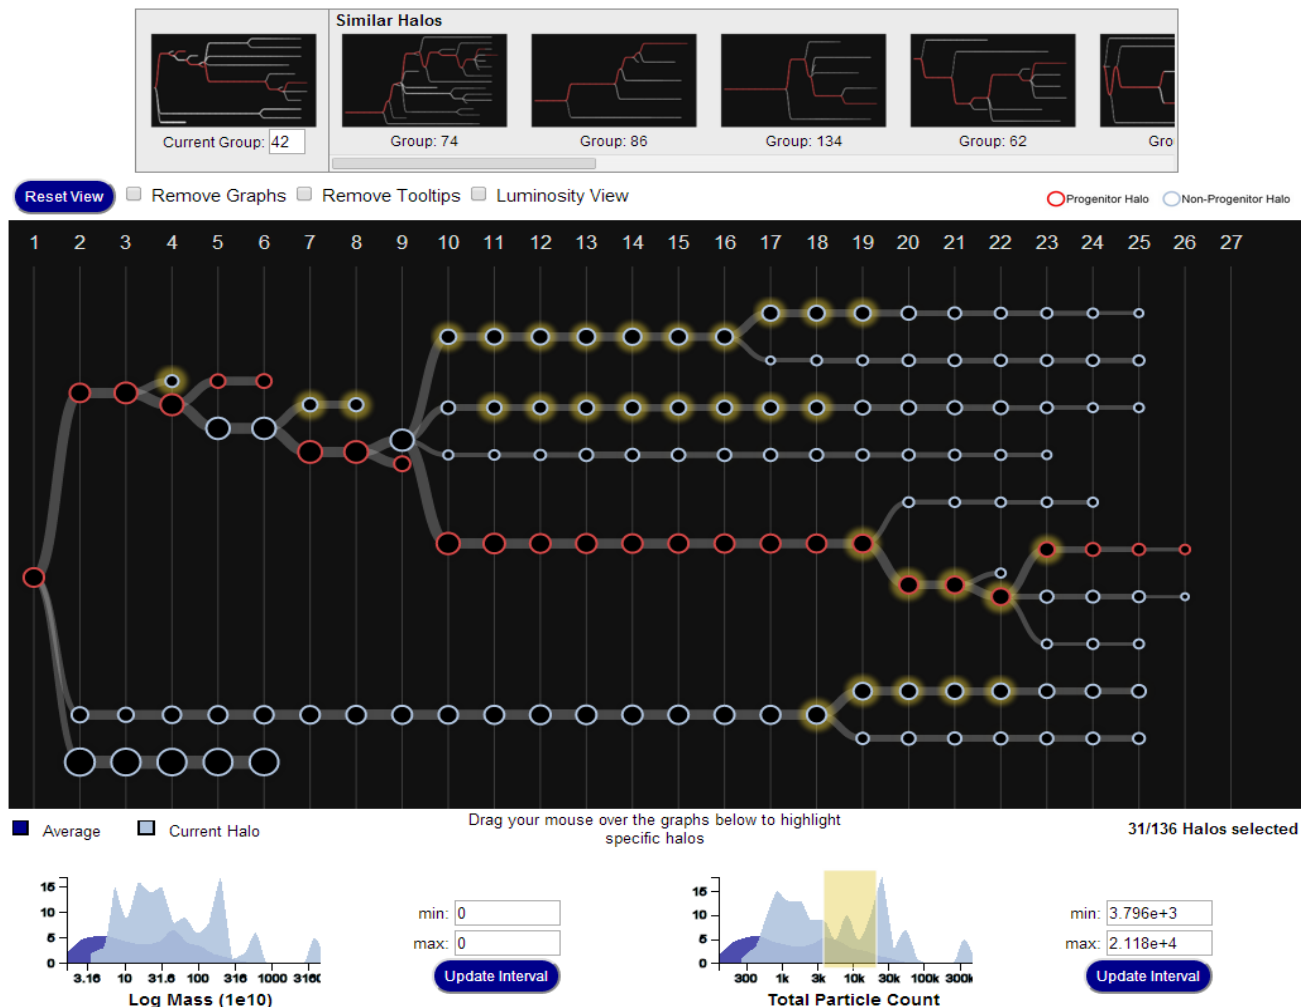 Similar Halos
Current Group: 42
Group: 74
Group: 86
Group: 134
Group: 62
Gro
Reset View
Remove Graphs
Remove Tooltips
Luminosity View
Progenitor Halo
Non-Progenitor Halo
1 2 3 4 5 6 7 8 9 10 11 12 13 14 15 16 17 18 19 20 21 22 23 24 25 26 27
Average
Current Halo
Drag your mouse over the graphs below to highlight
specific halos
31/136 Halos selected
15
10
5
0
3.16 10 31.6 100 316 1000 3160
Log Mass (1e10)
min: 0
max: 0
Update Interval
15
10
5
0
300 1k 3k 10k 30k 100k 300k
Total Particle Count
min: 3.796e+3
max: 2.118e+4
Update Interval